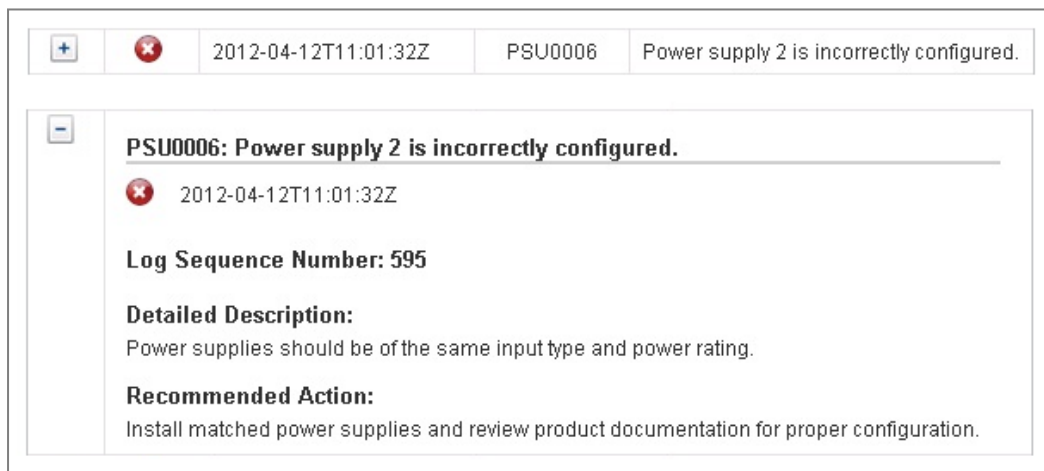 2012-04-12T11:01:32Z PSU0006 Power supply 2 is incorrectly configured.
PSU0006: Power supply 2 is incorrectly configured.
2012-04-12T11:01:32Z
Log Sequence Number: 595
Detailed Description:
Power supplies should be of the same input type and power rating.
Recommended Action:
Install matched power supplies and review product documentation for proper configuration.